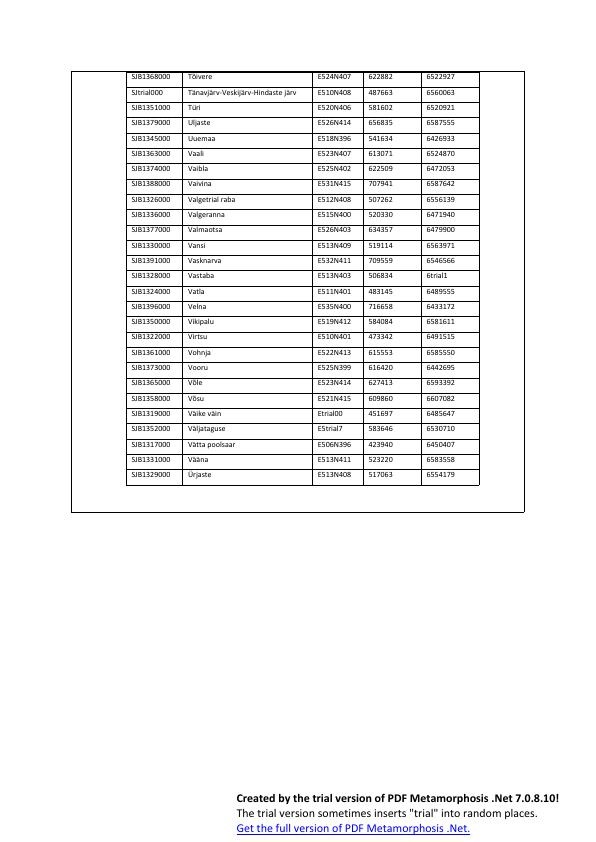 SJB1368000 Tõivere E524N407 622882 6522927
SJtrial000 Tänavjärv-Veskijärv-Hindaste järv E510N408 487663 6560063
SJB1351000 Türi E520N406 581602 6520921
SJB1379000 Uljaste E526N414 656835 6587555
SJB1345000 Uuemaa E518N396 541634 6426933
SJB1363000 Vaali E523N407 613071 6524870
SJB1374000 Vaibla E525N402 622509 6472053
SJB1388000 Vaivina E531N415 707941 6587642
SJB1326000 Valgetrial raba E512N408 507262 6556139
SJB1336000 Valgeranna E515N400 520330 6471940
SJB1377000 Valmaotsa E526N403 634357 6479900
SJB1330000 Vansi E513N409 519114 6563971
SJB1391000 Vasknarva E532N411 709559 6546566
SJB1328000 Vastaba E513N403 506834 6trial1
SJB1324000 Vatla E511N401 483145 6489555
SJB1396000 Velna E535N400 716658 6433172
SJB1350000 Vikipalu E519N412 584084 6581611
SJB1322000 Virtsu E510N401 473342 6491515
SJB1361000 Vohnja E522N413 615553 6585550
SJB1373000 Vooru E525N399 616420 6442695
SJB1365000 Võle E523N414 627413 6593392
SJB1358000 Võsu E521N415 609860 6607082
SJB1319000 Väike väin Etrial00 451697 6485647
SJB1352000 Väljataguse E5trial7 583646 6530710
SJB1317000 Vätta poolsaar E506N396 423940 6450407
SJB1331000 Vääna E513N411 523220 6583558
SJB1329000 Ürjaste E513N408 517063 6554179
Created by the trial version of PDF Metamorphosis .Net 7.0.8.10!
The trial version sometimes inserts "trial" into random places.
Get the full version of PDF Metamorphosis .Net.